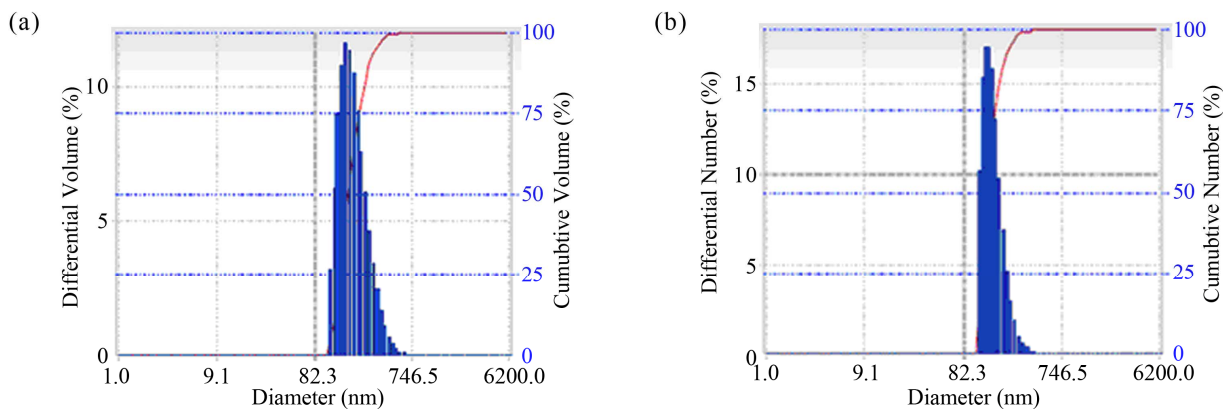 (a)
Differential Volume (%)
10
5
0
100
75
50
25
0
Cumubtive Volume (%)
1.0 9.1 82.3 746.5 6200.0
Diameter (nm)
(b)
Differential Number (%)
15
10
5
0
100
75
50
25
0
Cumubtive Number (%)
1.0 9.1 82.3 746.5 6200.0
Diameter (nm)